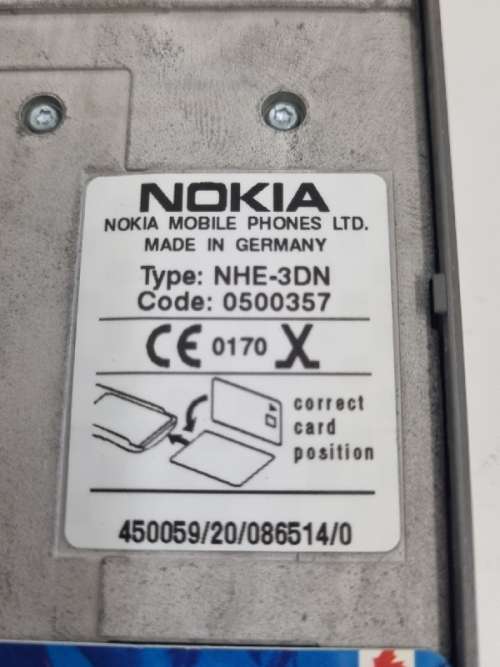 NOKIA
NOKIA MOBILE PHONES LTD.
MADE IN GERMANY
Type: NHE-3DN
Code: 0500357
CE 0170 X
correct
card
position
450059/20/086514/0